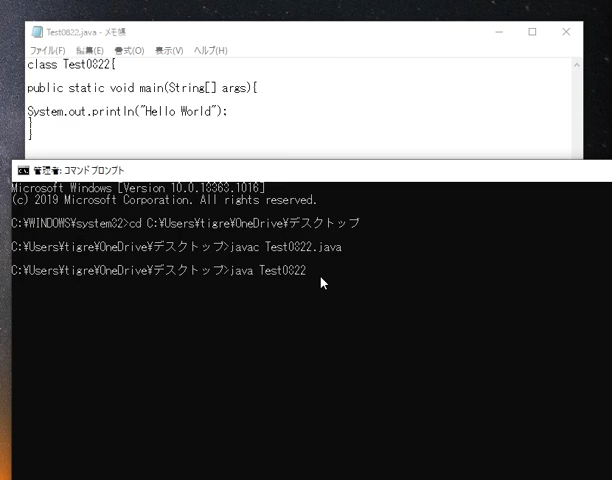 Test0822.java - メモ帳
ファイル(F) 編集(E) 書式(O) 表示(V) ヘルプ(H)
class Test0822{
public static void main(String[] args){
System.out.println("Hello World");
}
}
管理者: コマンドプロンプト
Microsoft Windows [Version 10.0.18363.1016]
(c) 2019 Microsoft Corporation. All rights reserved.
C:¥WINDOWS¥system32>cd C:¥Users¥tigre¥OneDrive¥デスクトップ
C:¥Users¥tigre¥OneDrive¥デスクトップ>javac Test0822.java
C:¥Users¥tigre¥OneDrive¥デスクトップ>java Test0822